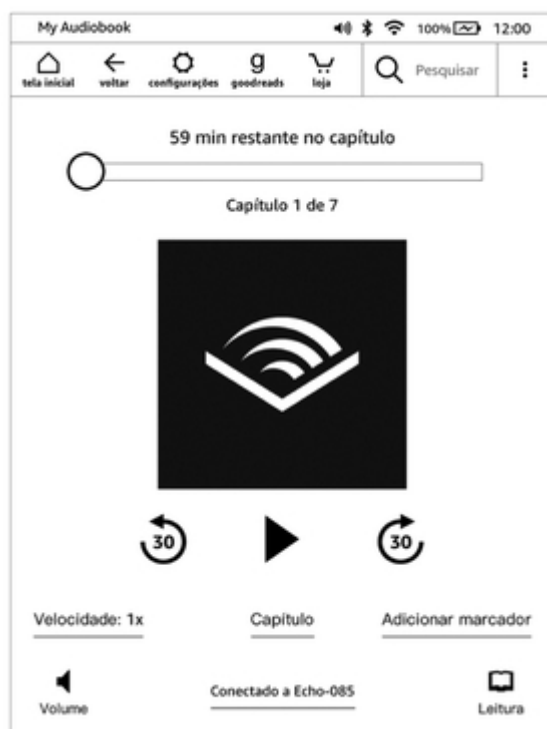 My Audiobook 100% 12:00
tela inicial voltar configurações goodreads loja Pesquisar
59 min restante no capítulo
Capítulo 1 de 7
30 30
Velocidade: 1x Capítulo Adicionar marcador
Volume Conectado a Echo-085 Leitura